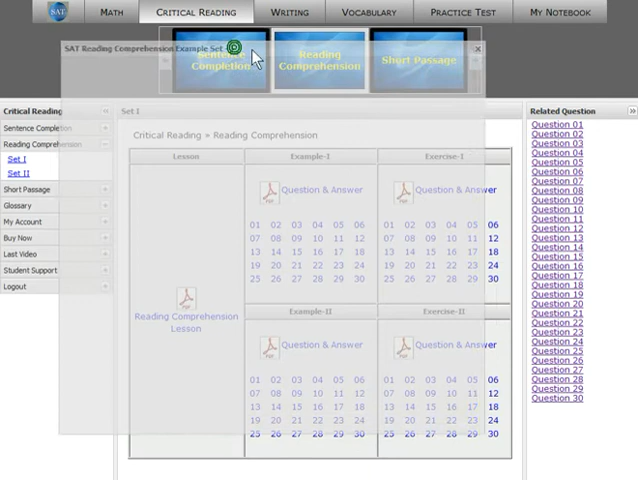 SAT
MATH
CRITICAL READING
WRITING
VOCABULARY
PRACTICE TEST
MY NOTEBOOK
SAT Reading Comprehension Example Set
Sentence
Completion
Reading
Comprehension
Short Passage
Critical Reading
Sentence Completion
Reading Comprehension
Set I
Set II
Short Passage
Glossary
My Account
Buy Now
Last Video
Student Support
Logout
Set I
Critical Reading » Reading Comprehension
Lesson
Example-I
Exercise-I
Reading Comprehension
Lesson
Question & Answer
Question & Answer
01 02 03 04 05 06
01 02 03 04 05 06
07 08 09 10 11 12
07 08 09 10 11 12
13 14 15 16 17 18
13 14 15 16 17 18
19 20 21 22 23 24
19 20 21 22 23 24
25 26 27 28 29 30
25 26 27 28 29 30
Example-II
Exercise-II
Question & Answer
Question & Answer
01 02 03 04 05 06
01 02 03 04 05 06
07 08 09 10 11 12
07 08 09 10 11 12
13 14 15 16 17 18
13 14 15 16 17 18
19 20 21 22 23 24
19 20 21 22 23 24
25 26 27 28 29 30
25 26 27 28 29 30
Related Question
Question 01
Question 02
Question 03
Question 04
Question 05
Question 06
Question 07
Question 08
Question 09
Question 10
Question 11
Question 12
Question 13
Question 14
Question 15
Question 16
Question 17
Question 18
Question 19
Question 20
Question 21
Question 22
Question 23
Question 24
Question 25
Question 26
Question 27
Question 28
Question 29
Question 30